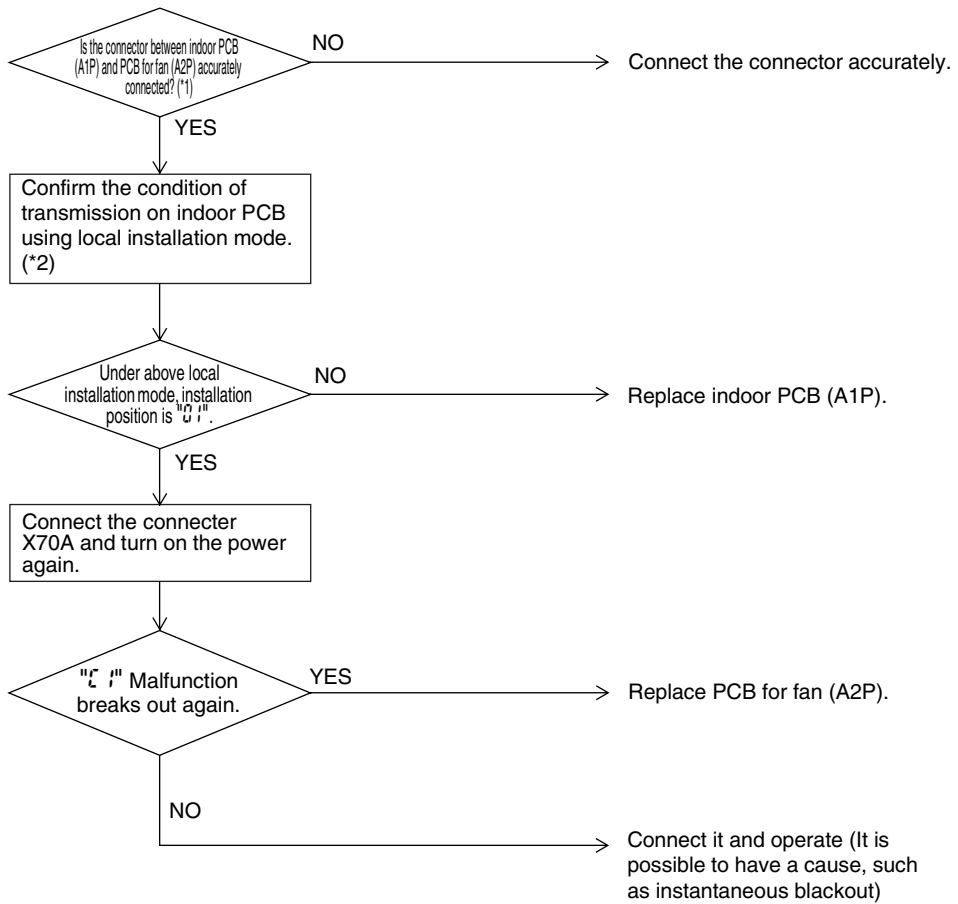 Is the connector between indoor PCB
(A1P) and PCB for fan (A2P) accurately
connected? (*1)
NO
Connect the connector accurately.
YES
Confirm the condition of
transmission on indoor PCB
using local installation mode.
(*2)
Under above local
installation mode, installation
position is "01".
NO
Replace indoor PCB (A1P).
YES
Connect the connecter
X70A and turn on the power
again.
"C1" Malfunction
breaks out again.
YES
Replace PCB for fan (A2P).
NO
Connect it and operate (It is
possible to have a cause, such
as instantaneous blackout)